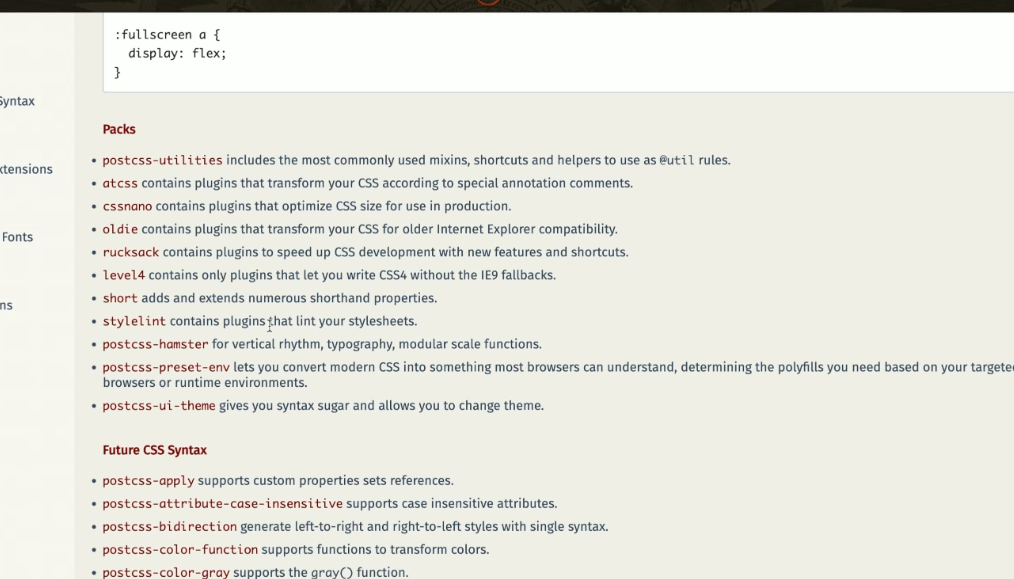 :fullscreen a {
display: flex;
}
Syntax
xtensions
Fonts
ns
Packs
• postcss-utilities includes the most commonly used mixins, shortcuts and helpers to use as @util rules.
• atcss contains plugins that transform your CSS according to special annotation comments.
• cssnano contains plugins that optimize CSS size for use in production.
• oldie contains plugins that transform your CSS for older Internet Explorer compatibility.
• rucksack contains plugins to speed up CSS development with new features and shortcuts.
• level4 contains only plugins that let you write CSS4 without the IE9 fallbacks.
• short adds and extends numerous shorthand properties.
• stylelint contains plugins that lint your stylesheets.
• postcss-hamster for vertical rhythm, typography, modular scale functions.
• postcss-preset-env lets you convert modern CSS into something most browsers can understand, determining the polyfills you need based on your targete
browsers or runtime environments.
• postcss-ui-theme gives you syntax sugar and allows you to change theme.
Future CSS Syntax
• postcss-apply supports custom properties sets references.
• postcss-attribute-case-insensitive supports case insensitive attributes.
• postcss-bidirection generate left-to-right and right-to-left styles with single syntax.
• postcss-color-function supports functions to transform colors.
• postcss-color-gray supports the gray() function.